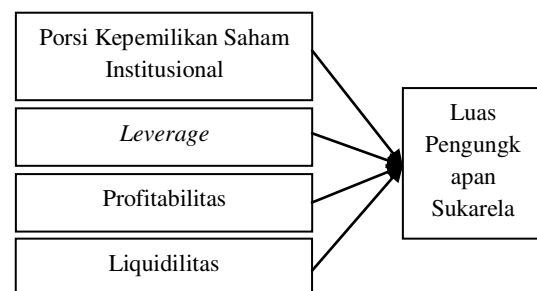 Porsi Kepemilikan Saham
Institusional
Leverage
Profitabilitas
Liquidilitas
Luas
Pengungk
apan
Sukarela